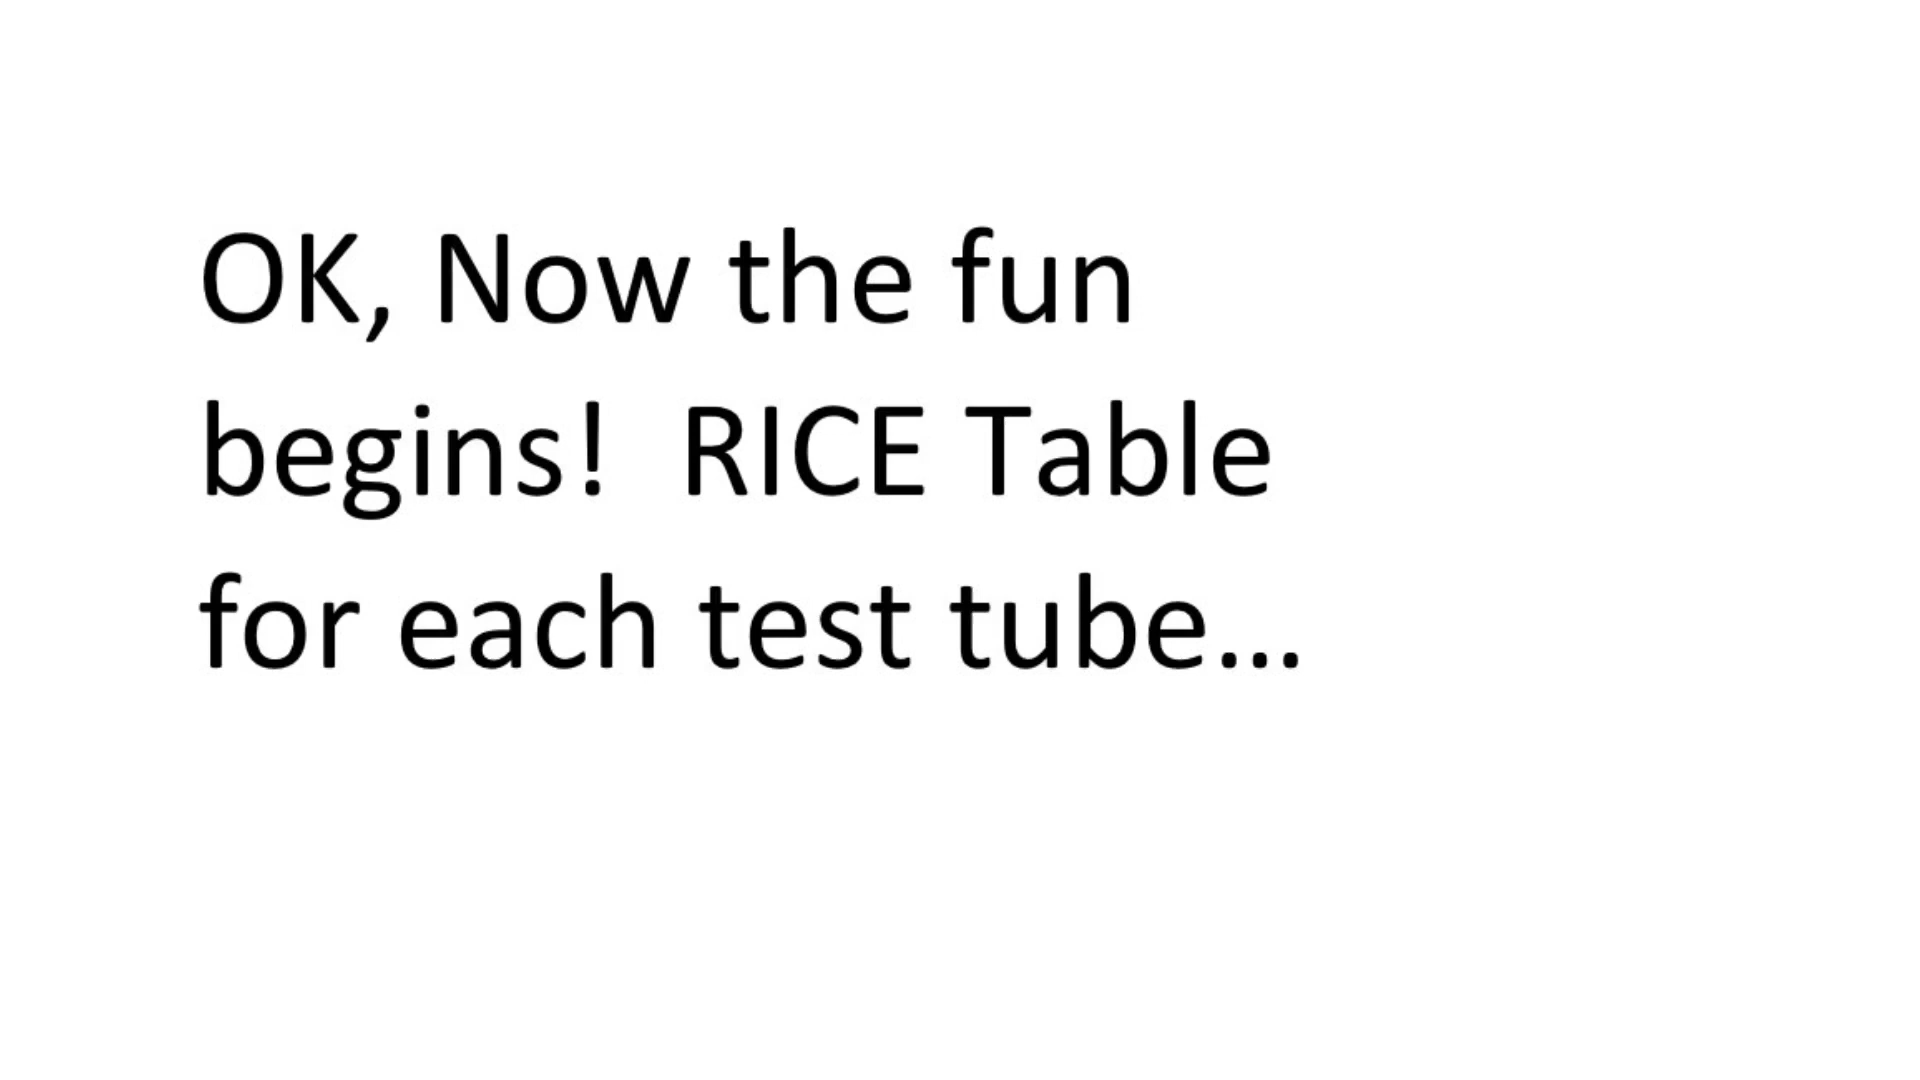 OK, Now the fun
begins!  RICE Table
for each test tube...